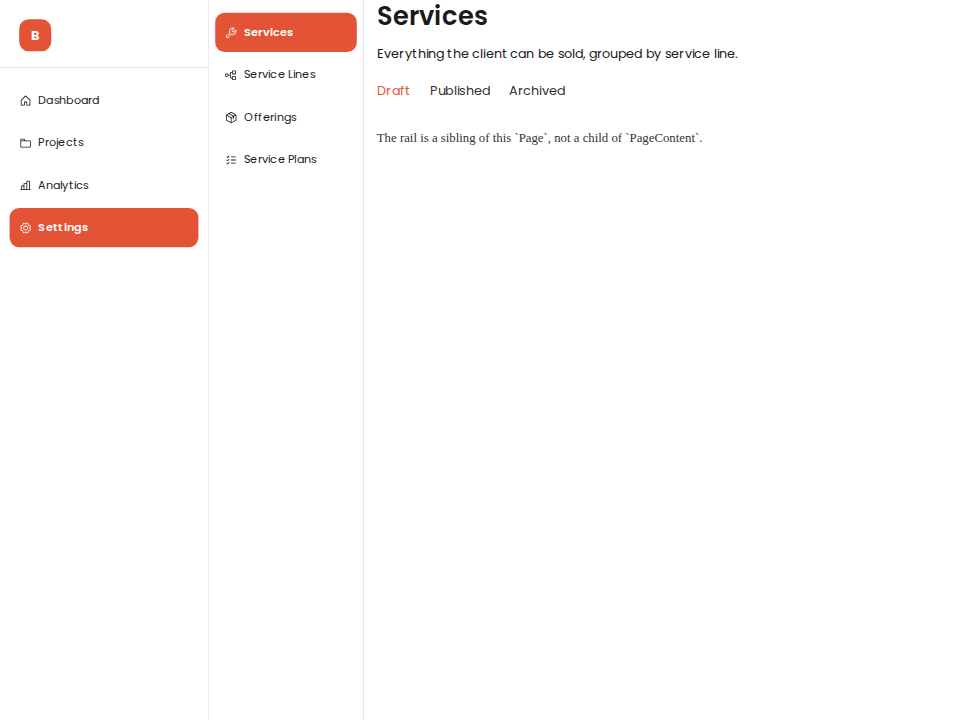 B
Dashboard
Projects
Analytics
Settings
Services
Service Lines
Offerings
Service Plans
Services
Everything the client can be sold, grouped by service line.
Draft Published Archived
The rail is a sibling of this `Page`, not a child of `PageContent`.